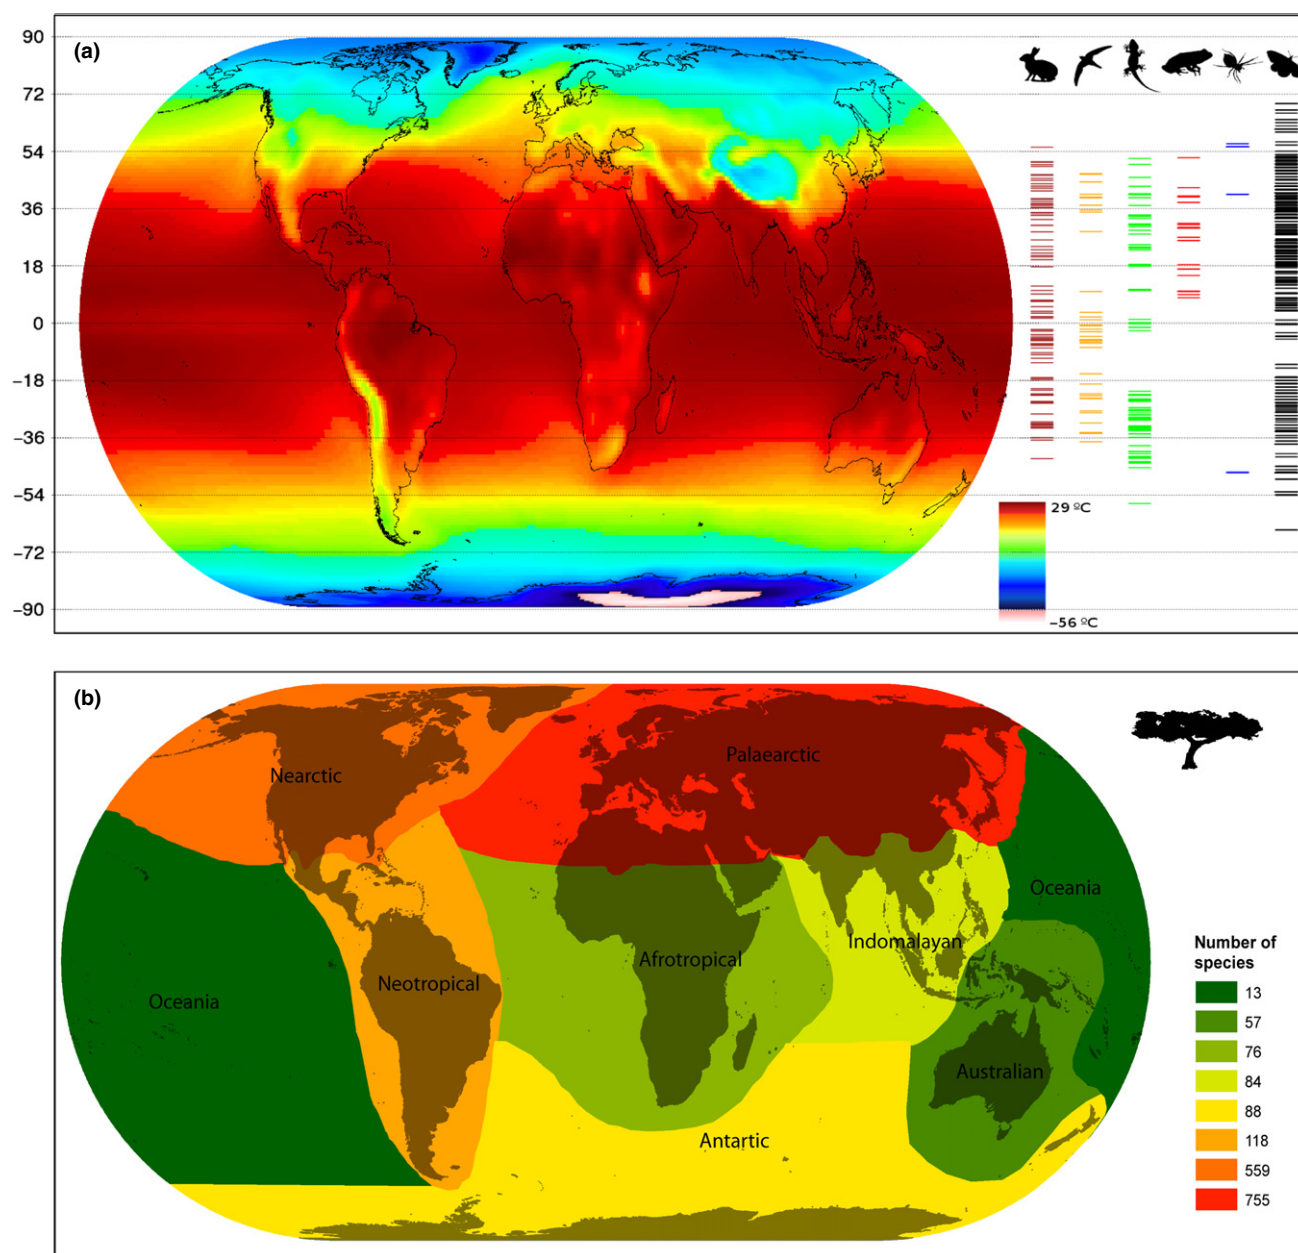 (a)
90
72
54
36
18
0
−18
−36
−54
−72
−90
29 ºC
−56 ºC
(b)
Nearctic
Palaearctic
Oceania
Indomalayan
Afrotropical
Neotropical
Oceania
Australian
Antartic
Number of
species
13
57
76
84
88
118
559
755